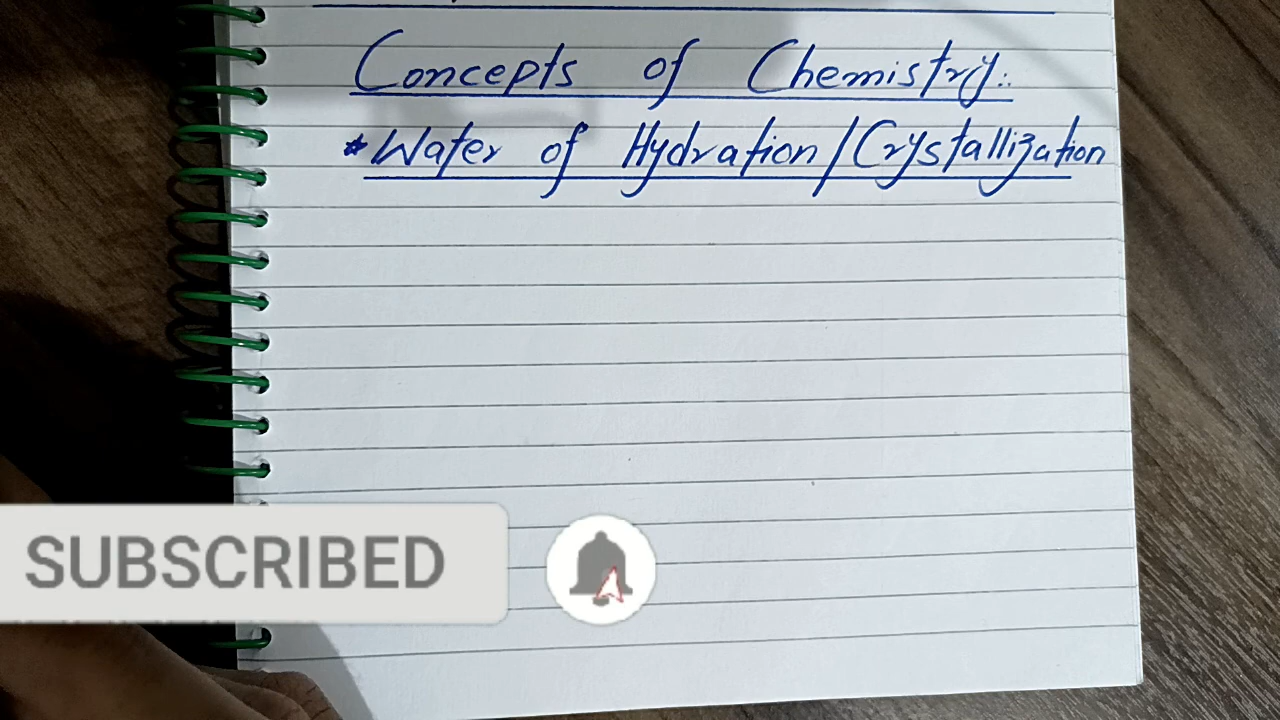 Concepts of Chemistry:
* Water of Hydration/Crystallization
SUBSCRIBED